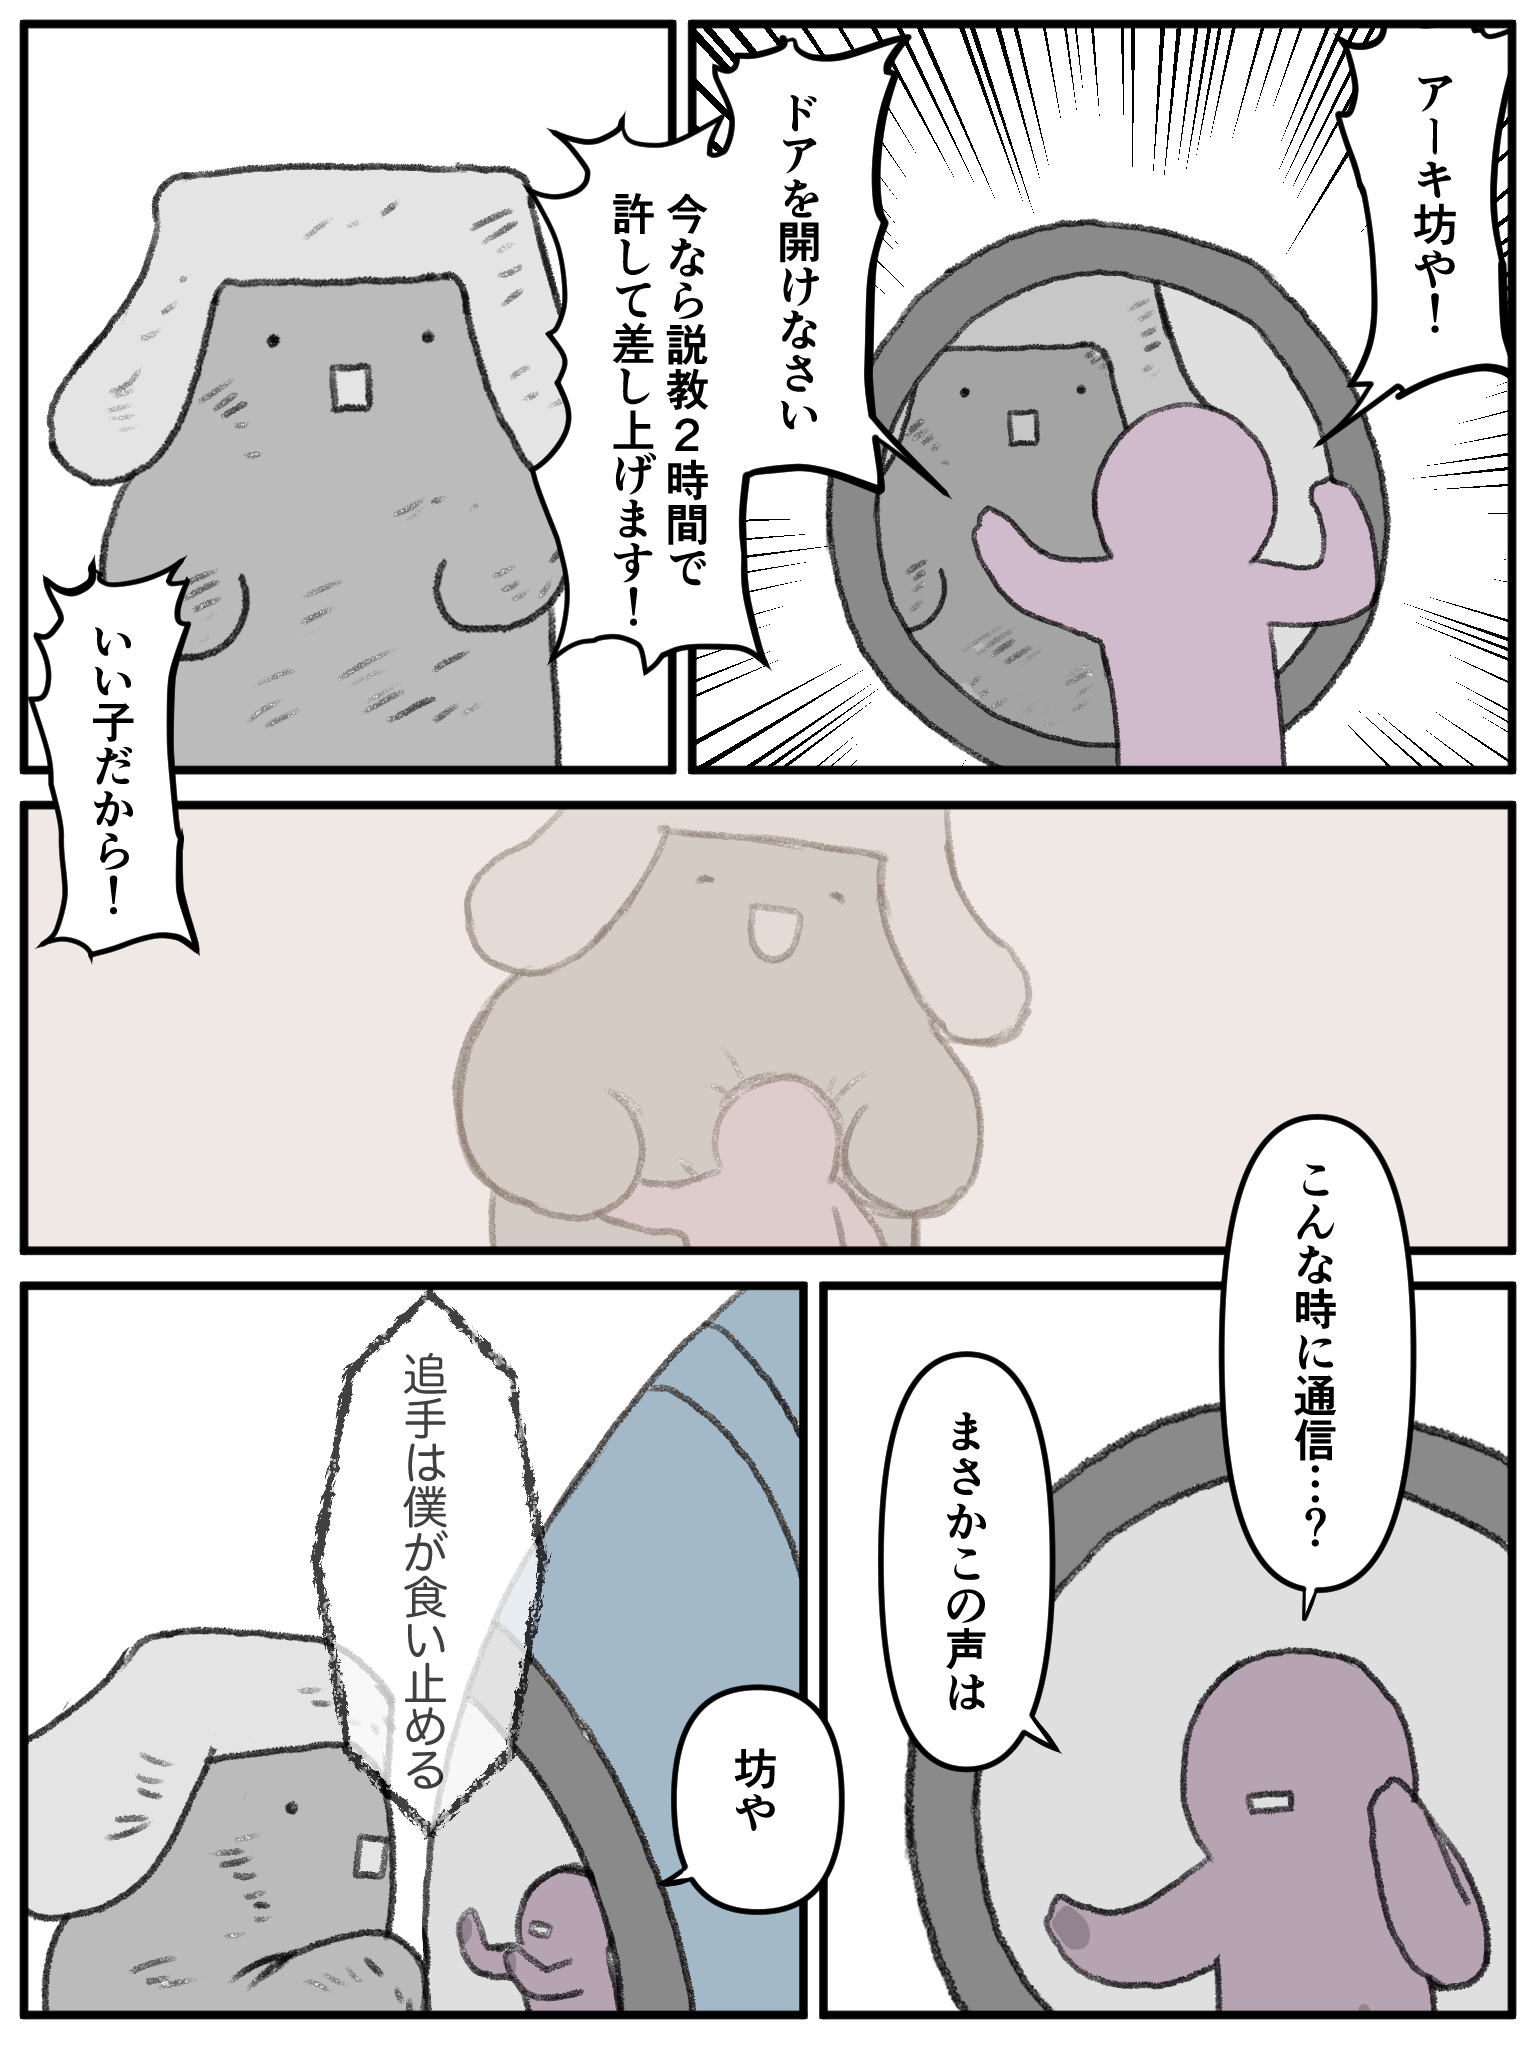 アーキ坊や！
ドアを開けなさい
今なら説教２時間で
許して差し上げます！
いい子だから！
こんな時に通信…？
まさかこの声は
坊や
追手は僕が食い止める